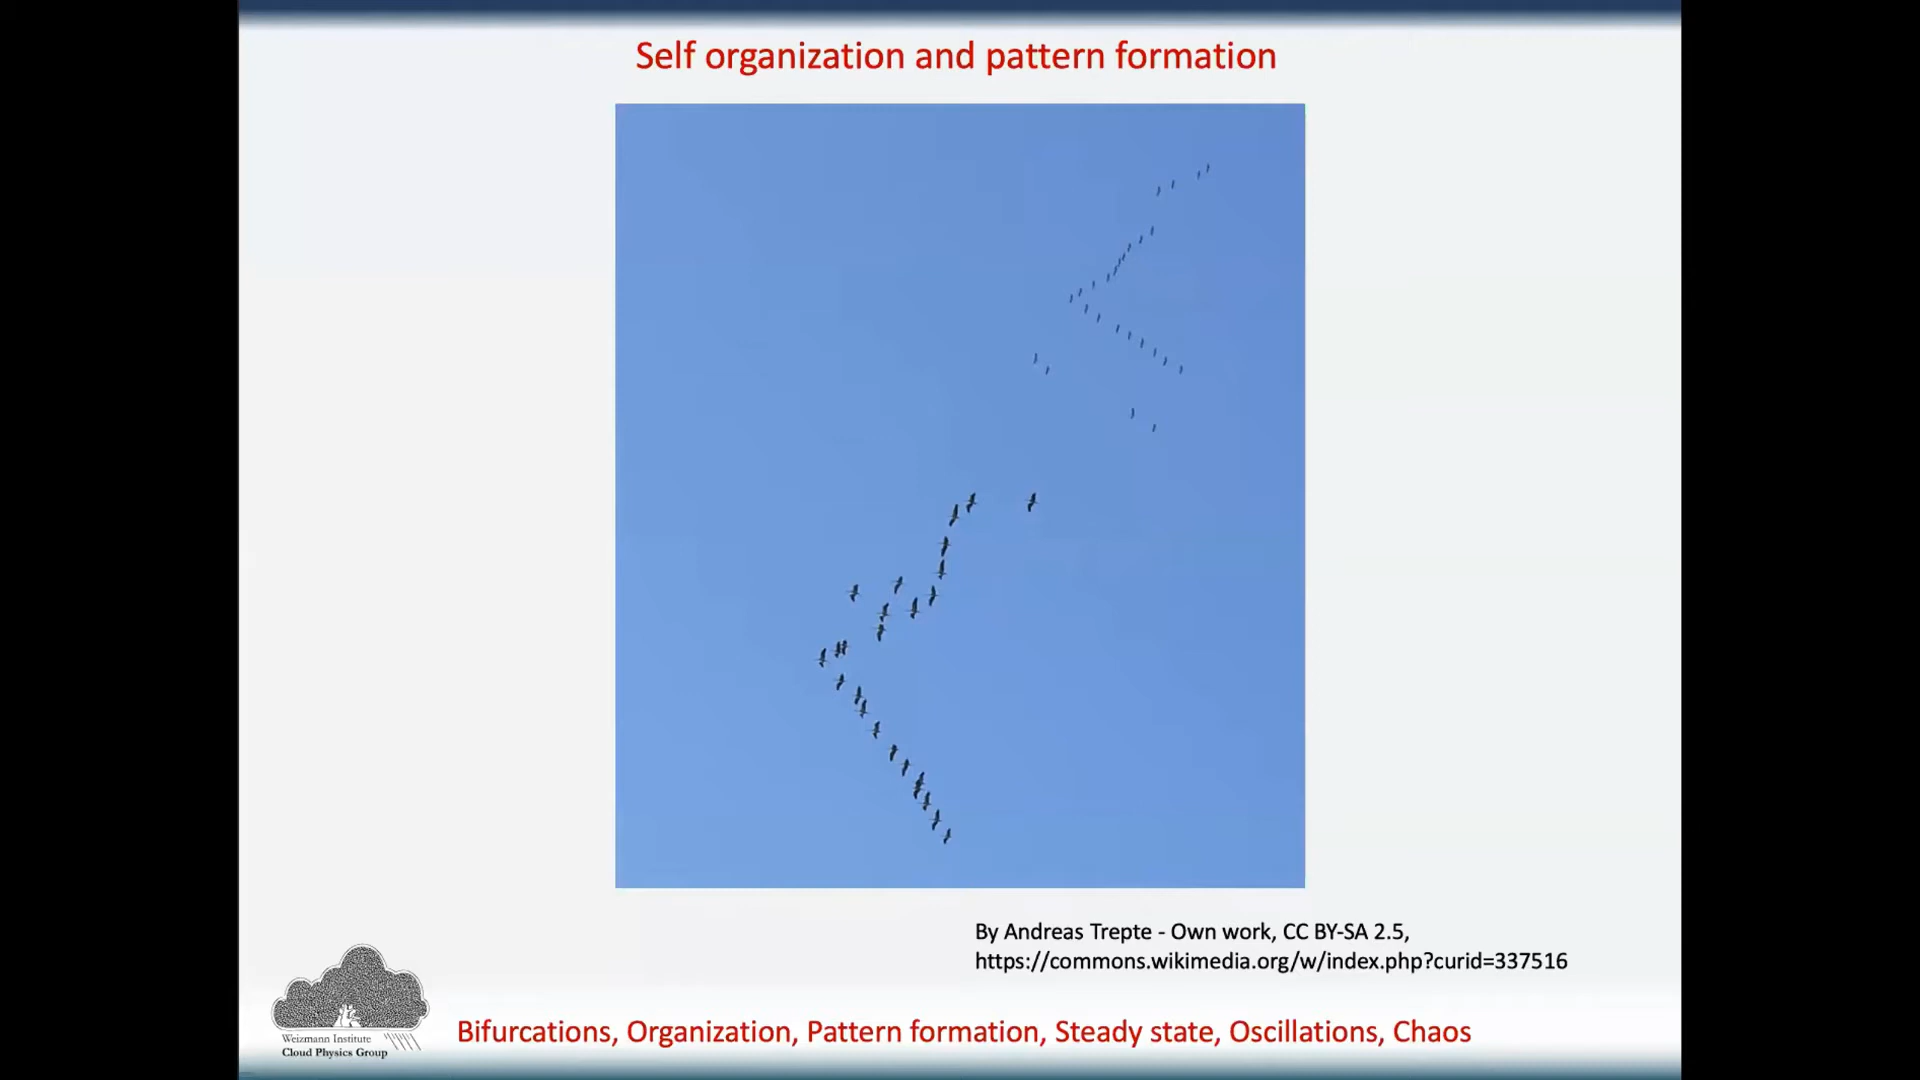 Self organization and pattern formation
By Andreas Trepte - Own work, CC BY-SA 2.5,
https://commons.wikimedia.org/w/index.php?curid=337516
Weizmann Institute
Cloud Physics Group
Bifurcations, Organization, Pattern formation, Steady state, Oscillations, Chaos